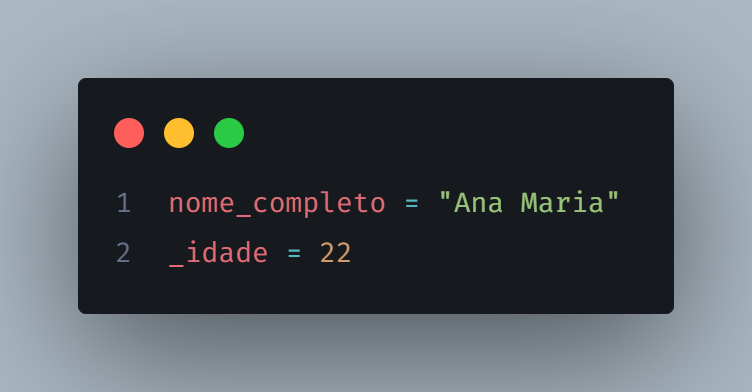 1 nome_completo = "Ana Maria"
2 _idade = 22